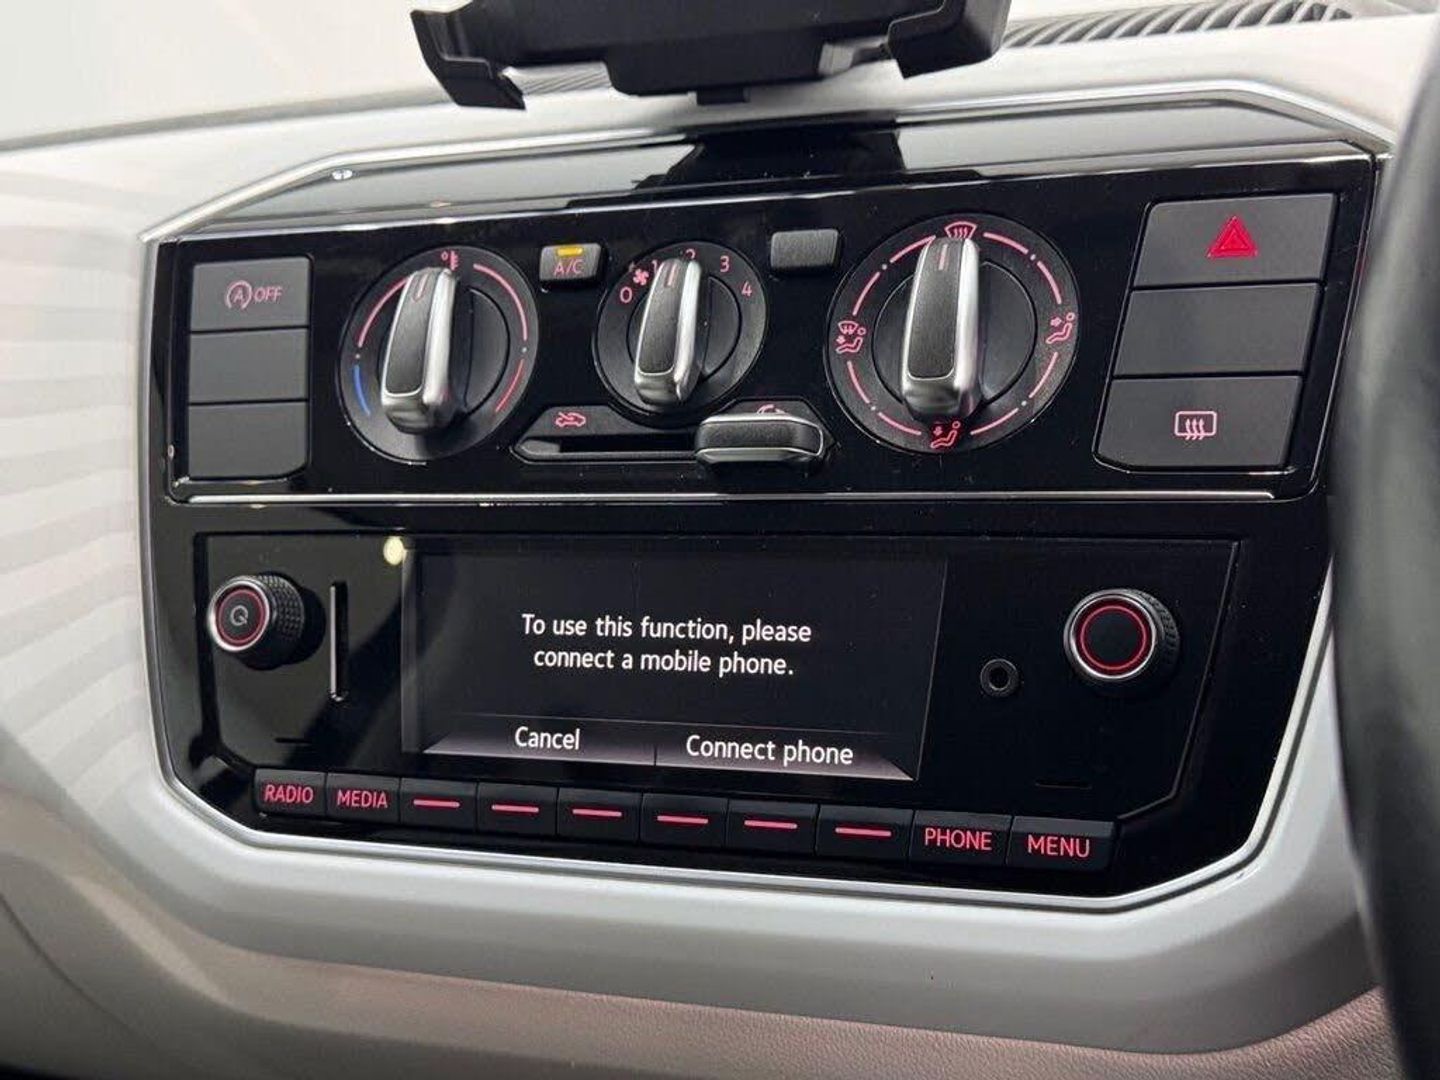 OFF
A/C
0 1 2 3 4
To use this function, please
connect a mobile phone.
Cancel Connect phone
RADIO MEDIA PHONE MENU